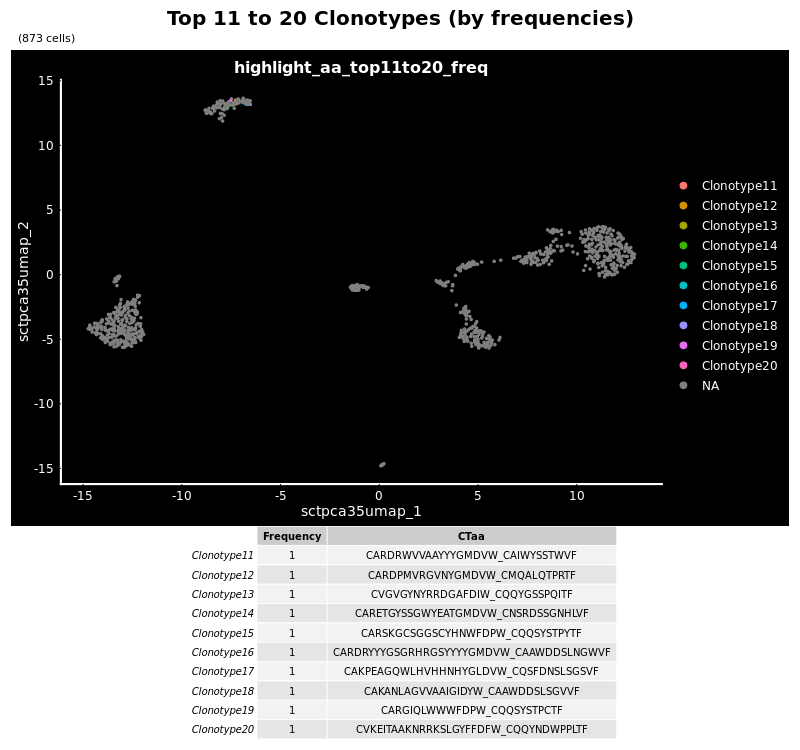 Top 11 to 20 Clonotypes (by frequencies)
(873 cells)
highlight_aa_top11to20_freq
15
10
5
0
-5
-10
-15
sctpca35umap_2
-15 -10 -5 0 5 10
sctpca35umap_1
Clonotype11
Clonotype12
Clonotype13
Clonotype14
Clonotype15
Clonotype16
Clonotype17
Clonotype18
Clonotype19
Clonotype20
NA
Frequency CTaa
Clonotype11 1 CARDRWVVAAYYYGMDVW_CAIWYSSTWVF
Clonotype12 1 CARDPMVRGVNYGMDVW_CMQALQTPRTF
Clonotype13 1 CVGVGYNYRRDGAFDIW_CQQYGSSPQITF
Clonotype14 1 CARETGYSSGWYEATGMDVW_CNSRDSSGNHLVF
Clonotype15 1 CARSKGCSGGSCYHNWFDPW_CQQSYSTPYTF
Clonotype16 1 CARDRYYYGSGRHRGSYYYYGMDVW_CAAWDDSLNGWVF
Clonotype17 1 CAKPEAGQWLHVHHNHYGLDVW_CQSFDNSLSGSVF
Clonotype18 1 CAKANLAGVVAAIGIDYW_CAAWDDSLSGVVF
Clonotype19 1 CARGIQLWWWFDPW_CQQSYSTPCTF
Clonotype20 1 CVKEITAAKNRRKSLGYFFDFW_CQQYNDWPPLTF